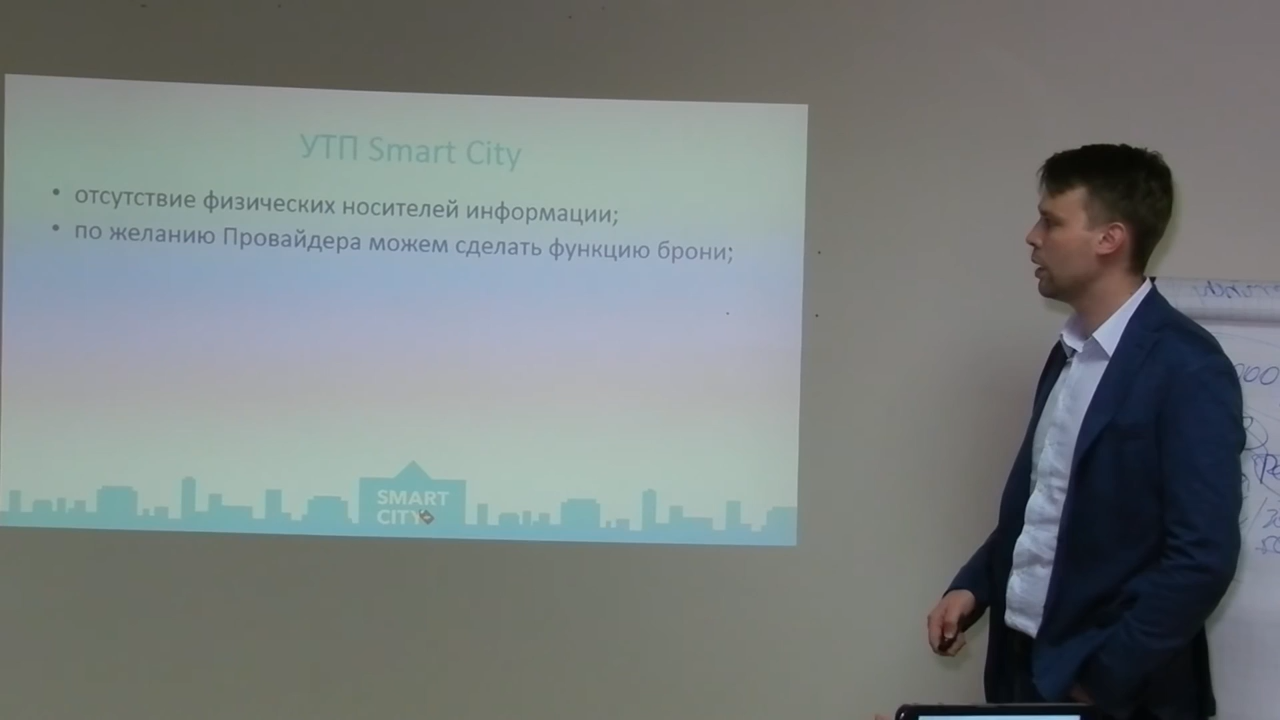 УТП Smart City
• отсутствие физических носителей информации;
• по желанию Провайдера можем сделать функцию брони;
SMART
CITY